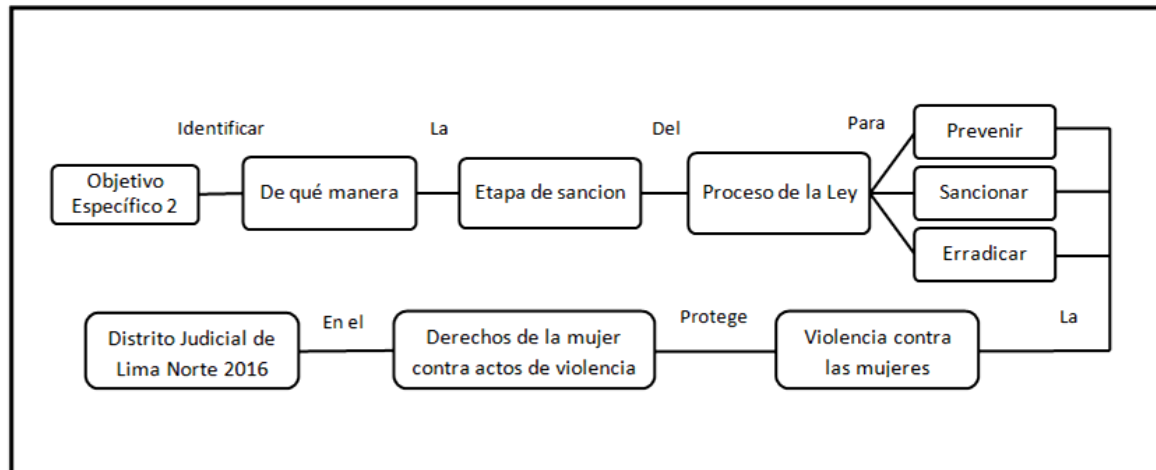 Identificar
La
Del
Para
Prevenir
Objetivo
Específico 2
De qué manera
Etapa de sancion
Proceso de la Ley
Sancionar
Erradicar
Distrito Judicial de
Lima Norte 2016
En el
Derechos de la mujer
contra actos de violencia
Protege
Violencia contra
las mujeres
La